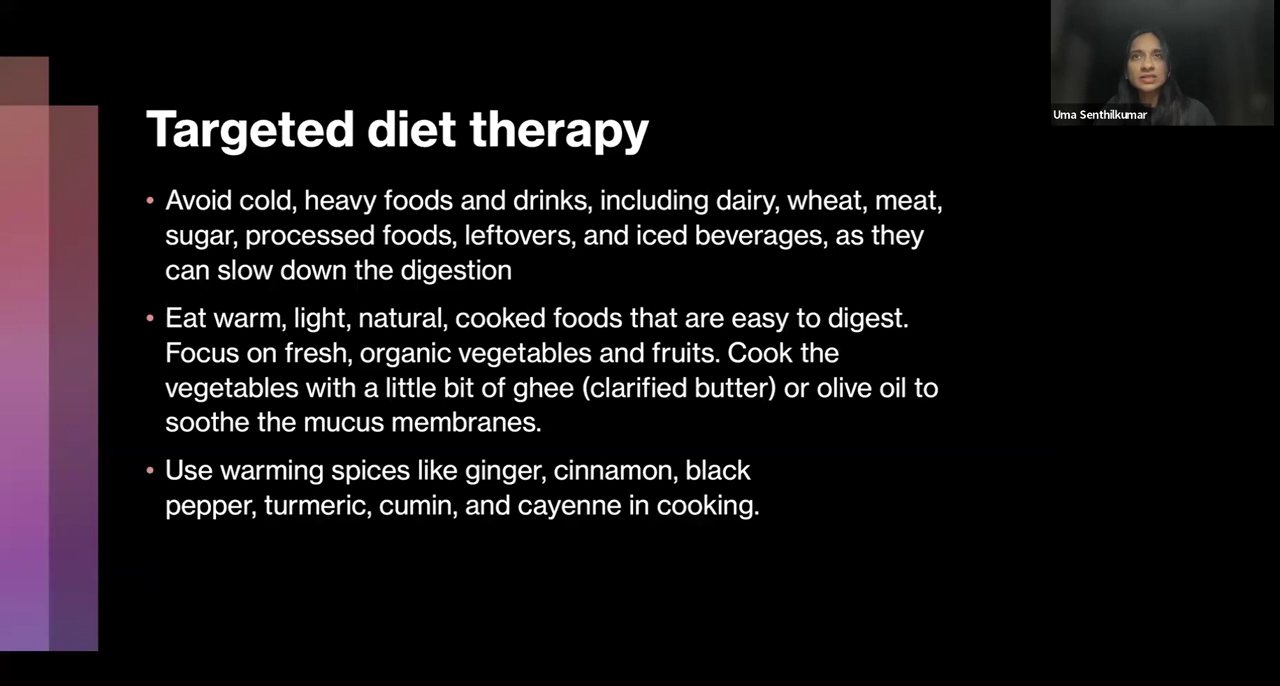 Uma Senthilkumar
Targeted diet therapy
• Avoid cold, heavy foods and drinks, including dairy, wheat, meat,
sugar, processed foods, leftovers, and iced beverages, as they
can slow down the digestion
• Eat warm, light, natural, cooked foods that are easy to digest.
Focus on fresh, organic vegetables and fruits. Cook the
vegetables with a little bit of ghee (clarified butter) or olive oil to
soothe the mucus membranes.
• Use warming spices like ginger, cinnamon, black
pepper, turmeric, cumin, and cayenne in cooking.